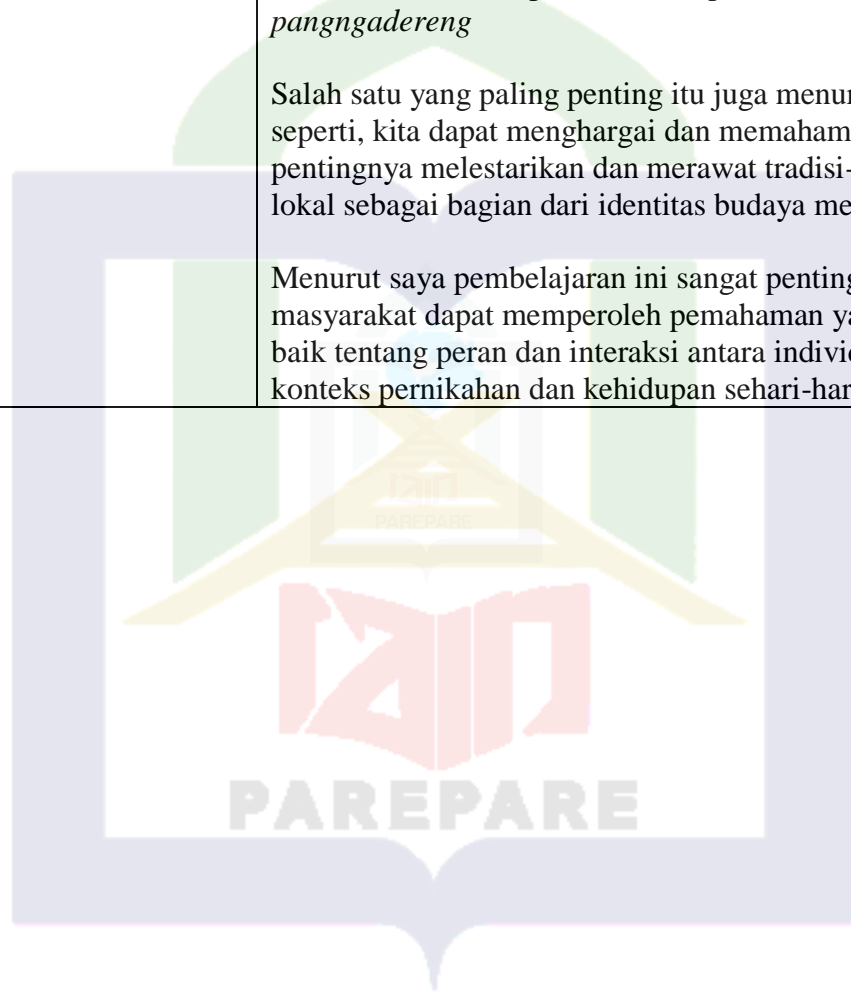 pangngadereng
Salah satu yang paling penting itu juga menur
seperti, kita dapat menghargai dan memaham
pentingnya melestarikan dan merawat tradisi-
lokal sebagai bagian dari identitas budaya me
Menurut saya pembelajaran ini sangat penting
masyarakat dapat memperoleh pemahaman ya
baik tentang peran dan interaksi antara indivi
konteks pernikahan dan kehidupan sehari-har
iain
PAREPARE
iain
PAREPARE